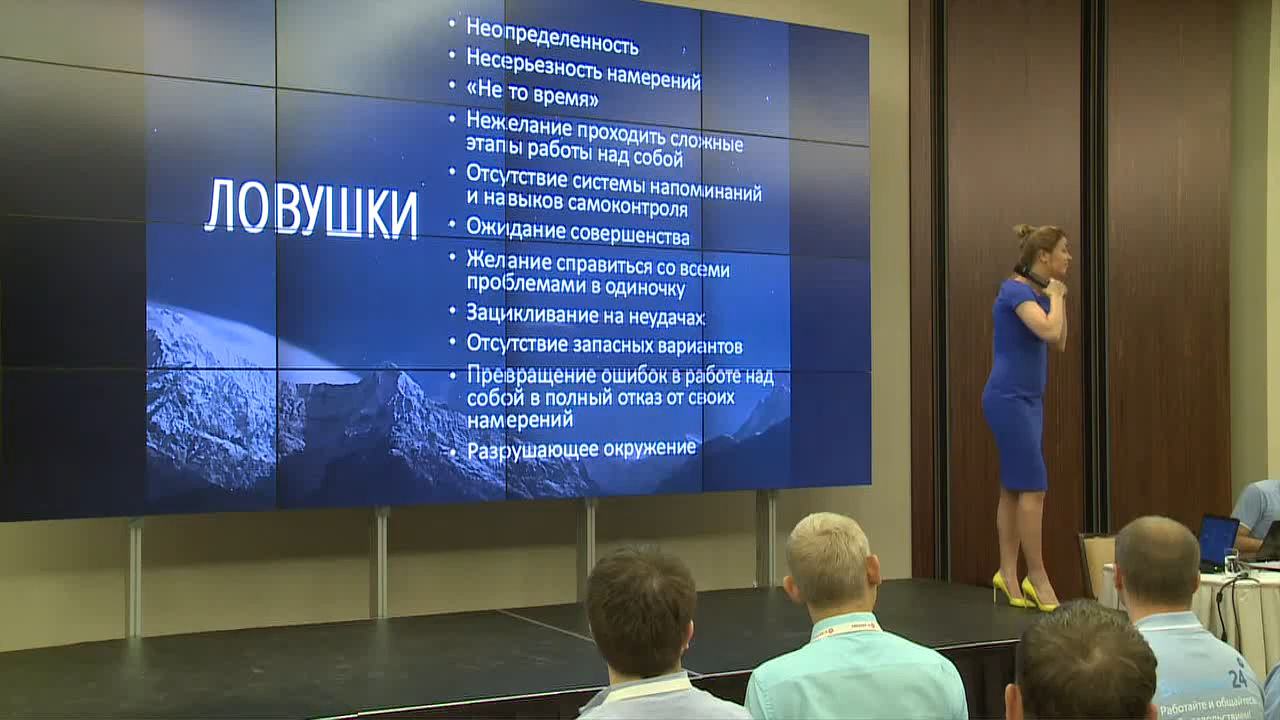 ЛОВУШКИ
• Неопределенность
• Несерьезность намерений
• «Не то время»
• Нежелание проходить сложные
этапы работы над собой
• Отсутствие системы напоминаний
и навыков самоконтроля
• Ожидание совершенства
• Желание справиться со всеми
проблемами в одиночку
• Зацикливание на неудачах
• Отсутствие запасных вариантов
• Превращение ошибок в работе над
собой в полный отказ от своих
намерений
• Разрушающее окружение
24
Работайте и общайтесь